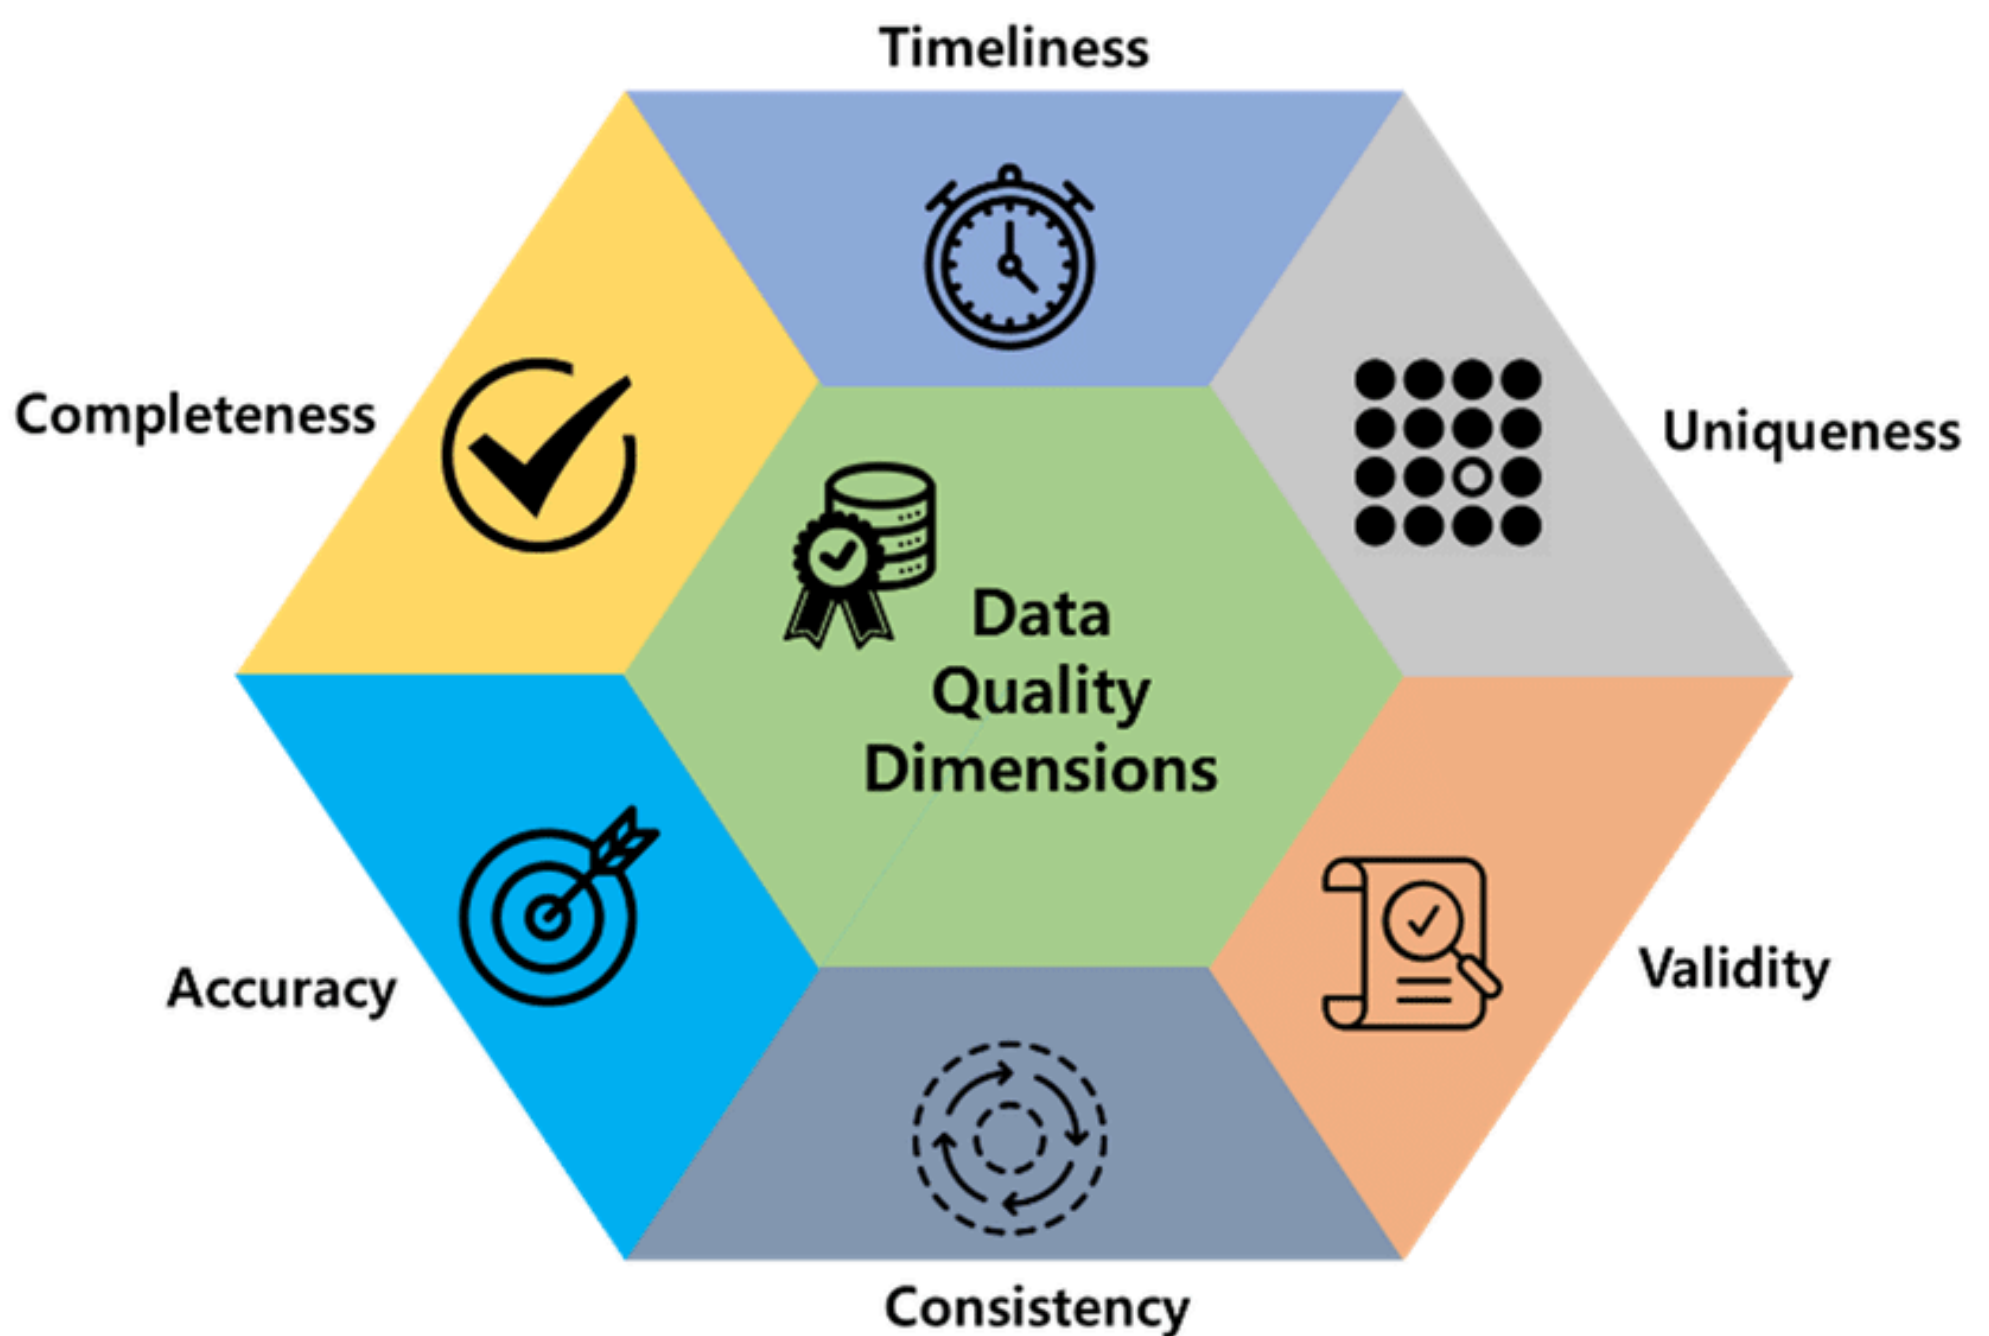 Timeliness
Completeness
Uniqueness
Data
Quality
Dimensions
Accuracy
Validity
Consistency